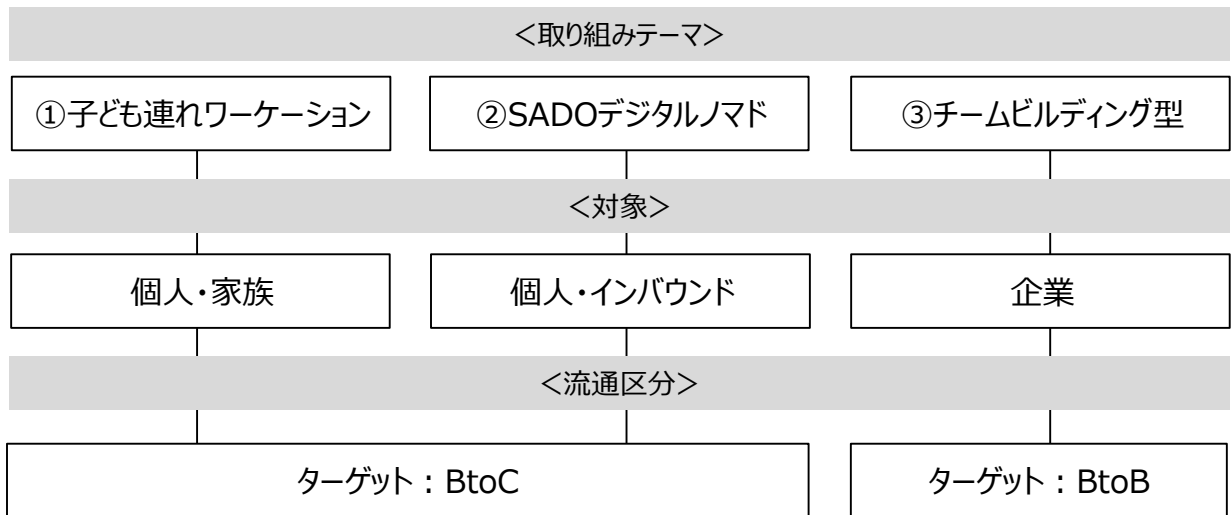 ＜取り組みテーマ＞
①子ども連れワーケーション
②SADOデジタルノマド
③チームビルディング型
＜対象＞
個人・家族
個人・インバウンド
企業
＜流通区分＞
ターゲット：BtoC
ターゲット：BtoB